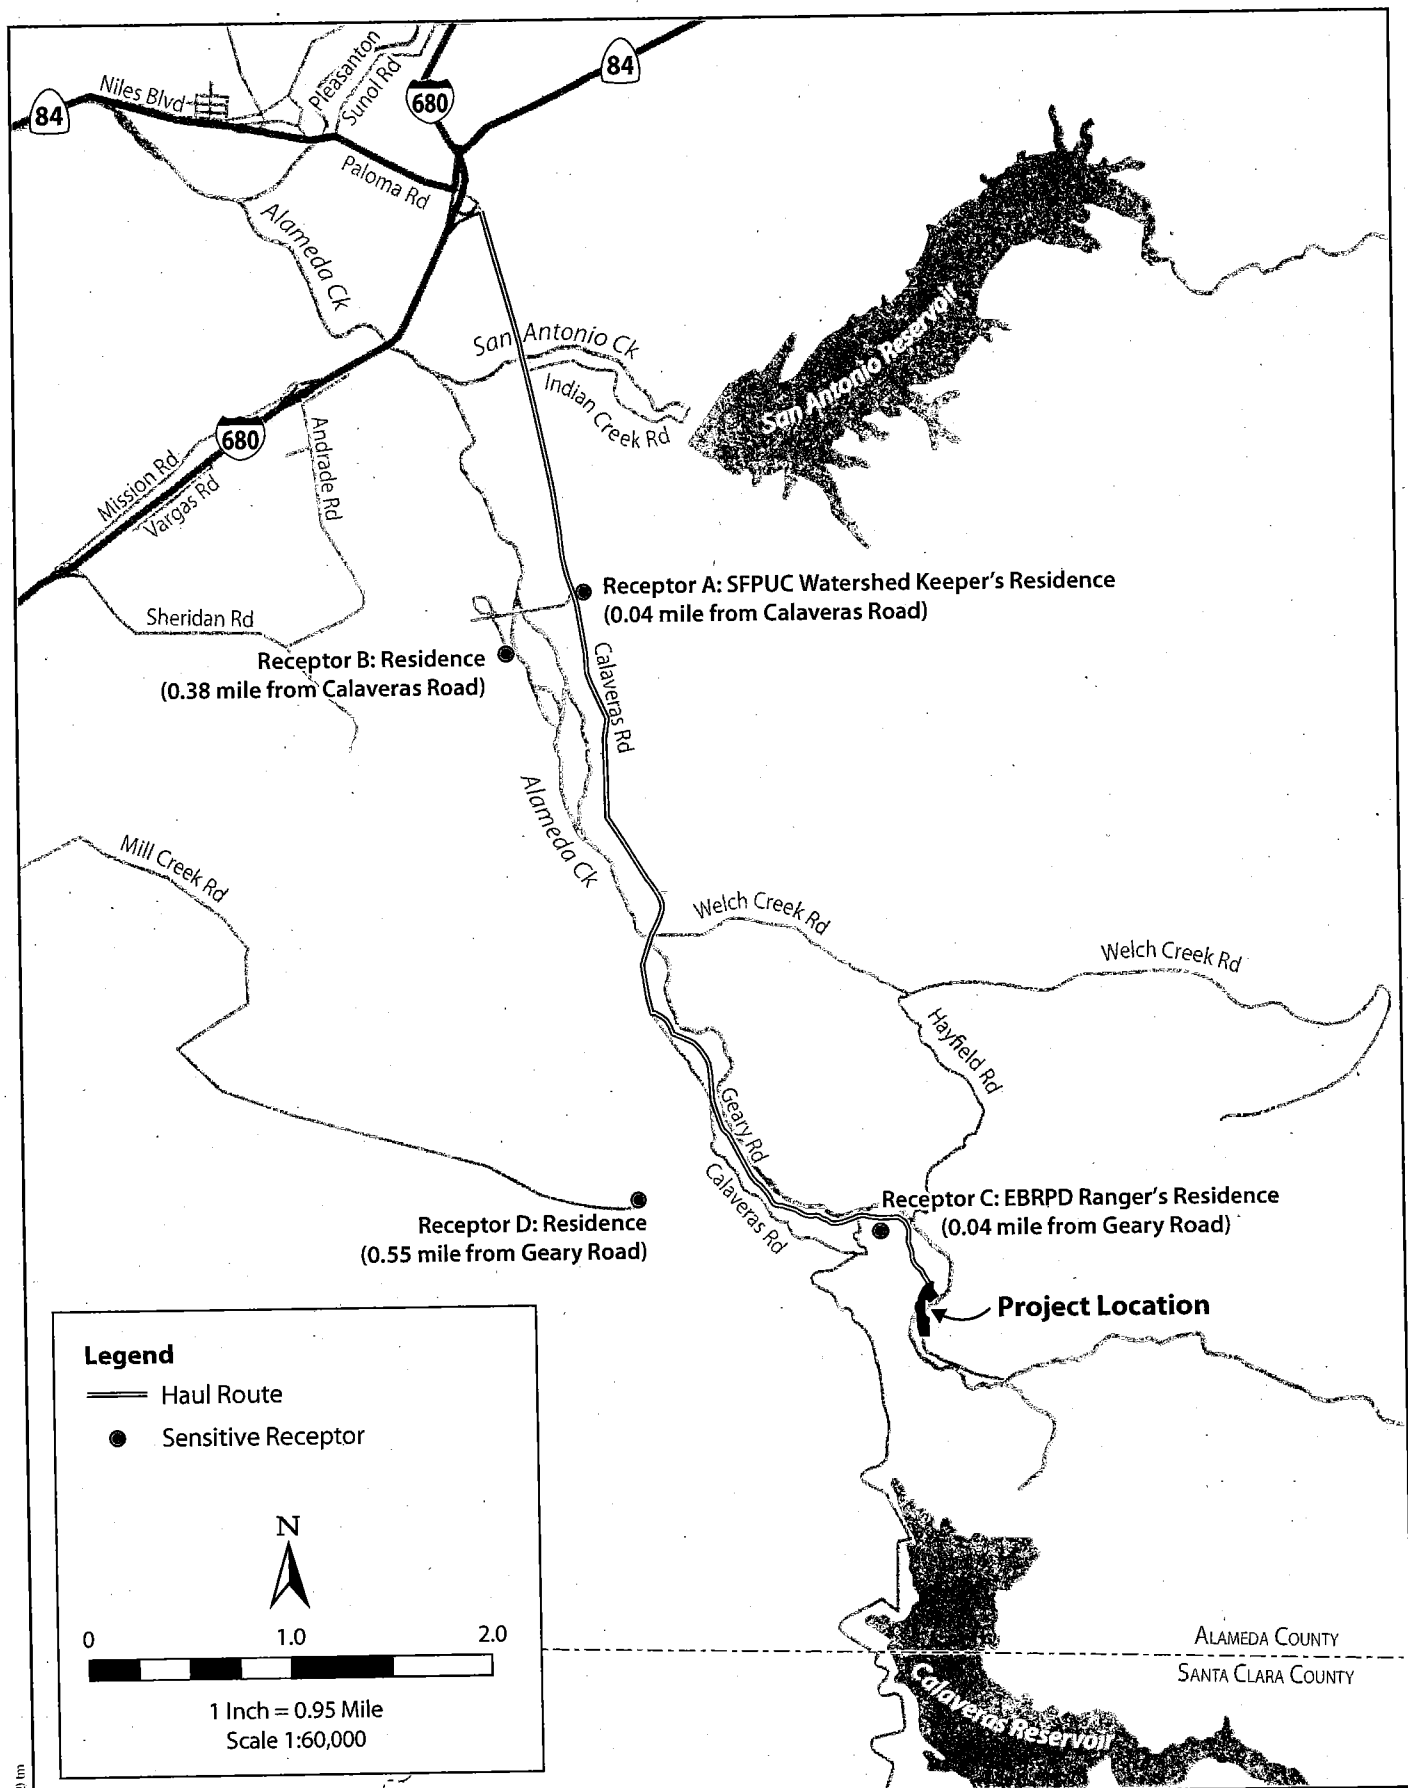 84
Niles Blvd
Pleasanton
Sunol Rd
680
84
Paloma Rd
Alameda Ck
San Antonio Ck
Indian Creek Rd
San Antonio Reservoir
680
Mission Rd
Vargas Rd
Andrade Rd
Sheridan Rd
Receptor A: SFPUC Watershed Keeper's Residence
(0.04 mile from Calaveras Road)
Receptor B: Residence
(0.38 mile from Calaveras Road)
Calaveras Rd
Alameda Ck
Mill Creek Rd
Welch Creek Rd
Welch Creek Rd
Hayfield Rd
Geary Rd
Calaveras Rd
Receptor C: EBRPD Ranger's Residence
(0.04 mile from Geary Road)
Receptor D: Residence
(0.55 mile from Geary Road)
Project Location
Legend
Haul Route
Sensitive Receptor
N
0 1.0 2.0
1 Inch = 0.95 Mile
Scale 1:60,000
ALAMEDA COUNTY
SANTA CLARA COUNTY
Calaveras Reservoir